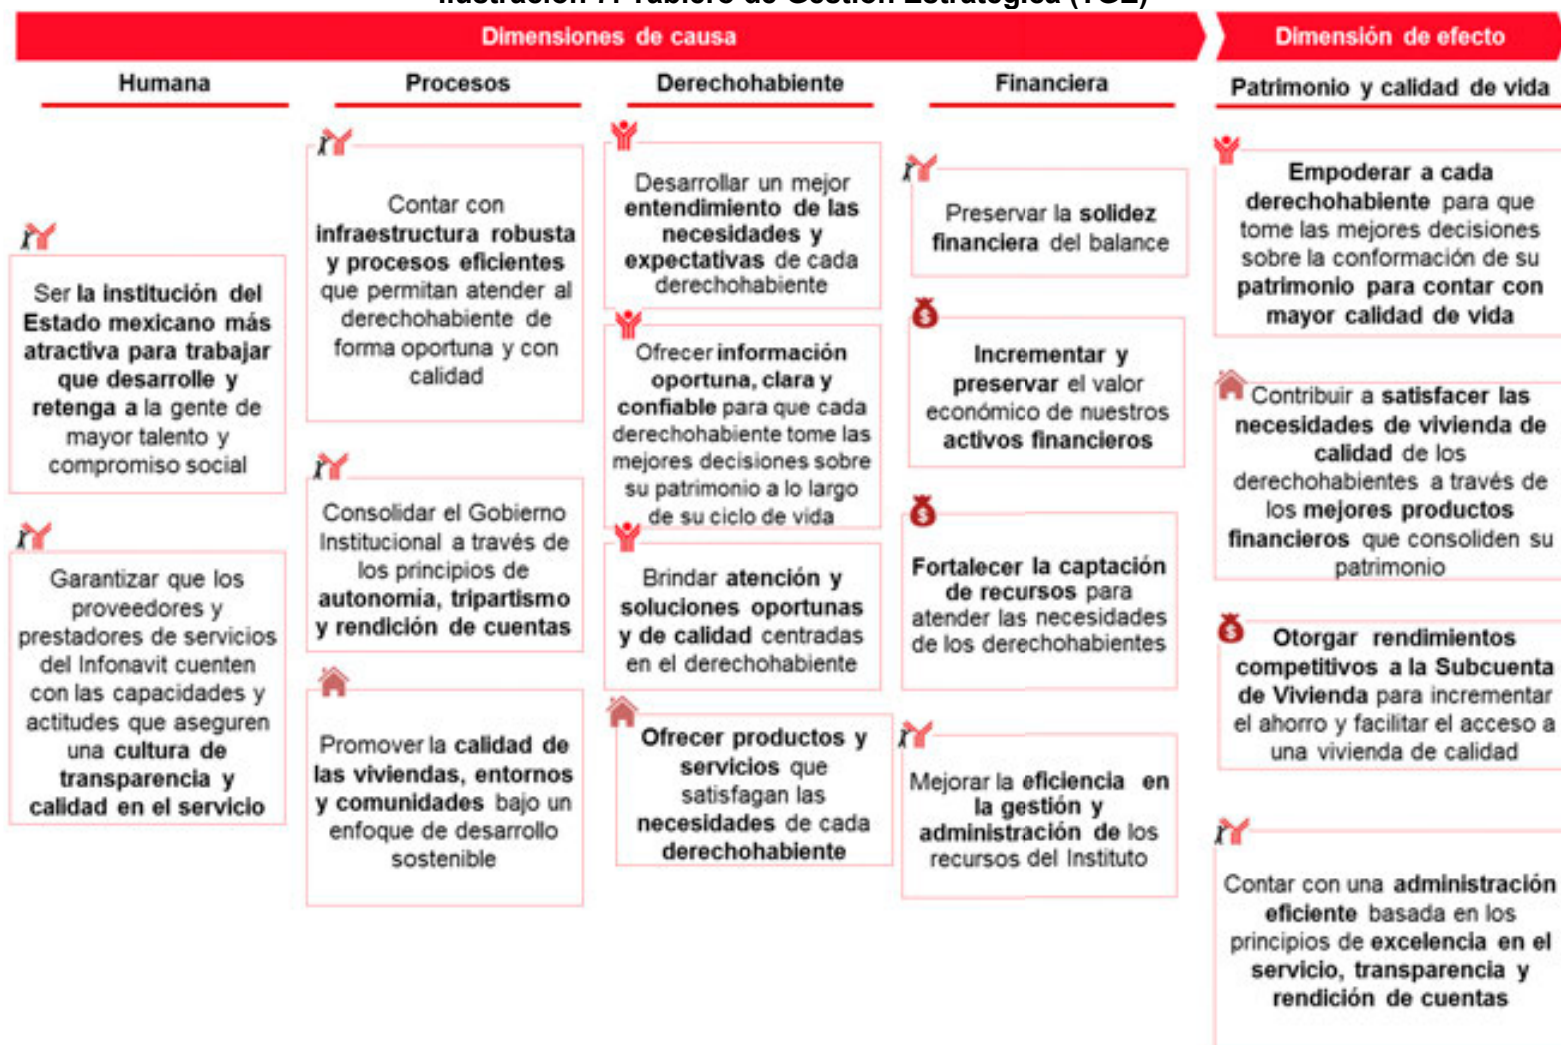 Ilustración 7. Tablero de Gestión Estratégica (TGE)
Dimensiones de causa
Dimensión de efecto
Humana
Procesos
Derechohabiente
Financiera
Patrimonio y calidad de vida
Ser la institución del
Estado mexicano más
atractiva para trabajar
que desarrolle y
retenga a la gente de
mayor talento y
compromiso social
Garantizar que los
proveedores y
prestadores de servicios
del Infonavit cuenten
con las capacidades y
actitudes que aseguren
una cultura de
transparencia y
calidad en el servicio
Contar con
infraestructura robusta
y procesos eficientes
que permitan atender al
derechohabiente de
forma oportuna y con
calidad
Consolidar el Gobierno
Institucional a través de
los principios de
autonomía, tripartismo
y rendición de cuentas
Promover la calidad de
las viviendas, entornos
y comunidades bajo un
enfoque de desarrollo
sostenible
Desarrollar un mejor
entendimiento de las
necesidades y
expectativas de cada
derechohabiente
Ofrecer información
oportuna, clara y
confiable para que cada
derechohabiente tome las
mejores decisiones sobre
su patrimonio a lo largo
de su ciclo de vida
Brindar atención y
soluciones oportunas
y de calidad centradas
en el derechohabiente
Ofrecer productos y
servicios que
satisfagan las
necesidades de cada
derechohabiente
Preservar la solidez
financiera del balance
Incrementar y
preservar el valor
económico de nuestros
activos financieros
Fortalecer la captación
de recursos para
atender las necesidades
de los derechohabientes
Mejorar la eficiencia en
la gestión y
administración de los
recursos del Instituto
Empoderar a cada
derechohabiente para que
tome las mejores decisiones
sobre la conformación de su
patrimonio para contar con
mayor calidad de vida
Contribuir a satisfacer las
necesidades de vivienda de
calidad de los
derechohabientes a través de
los mejores productos
financieros que consoliden su
patrimonio
Otorgar rendimientos
competitivos a la Subcuenta
de Vivienda para incrementar
el ahorro y facilitar el acceso a
una vivienda de calidad
Contar con una administración
eficiente basada en los
principios de excelencia en el
servicio, transparencia y
rendición de cuentas